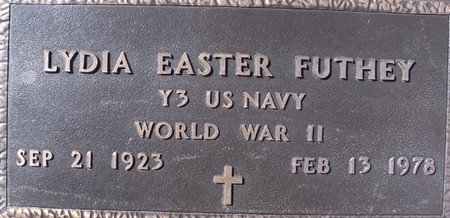 LYDIA EASTER FUTHEY
Y3 US NAVY
WORLD WAR II
SEP 21 1923 FEB 13 1978